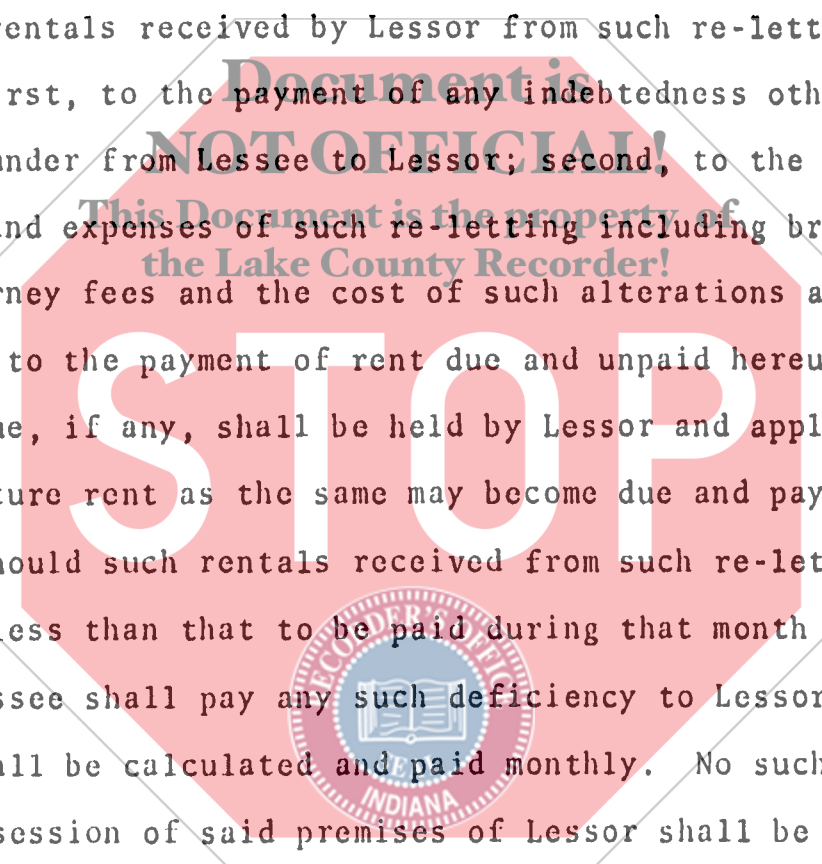 rentals received by Lessor from such re-lett
rst, to the payment of any indebtedness oth
nder from Lessee to Lessor; second, to the
nd expenses of such re-letting including br
rney fees and the cost of such alterations a
to the payment of rent due and unpaid hereu
e, if any, shall be held by Lessor and appl
ture rent as the same may become due and pay
ould such rentals received from such re-let
less than that to be paid during that month
ssee shall pay any such deficiency to Lessor
all be calculated and paid monthly. No such
session of said premises of Lessor shall be
Document is
NOT OFFICIAL!
This Document is the property of
the Lake County Recorder!
STOP
RECORDER'S OFFICE
INDIANA